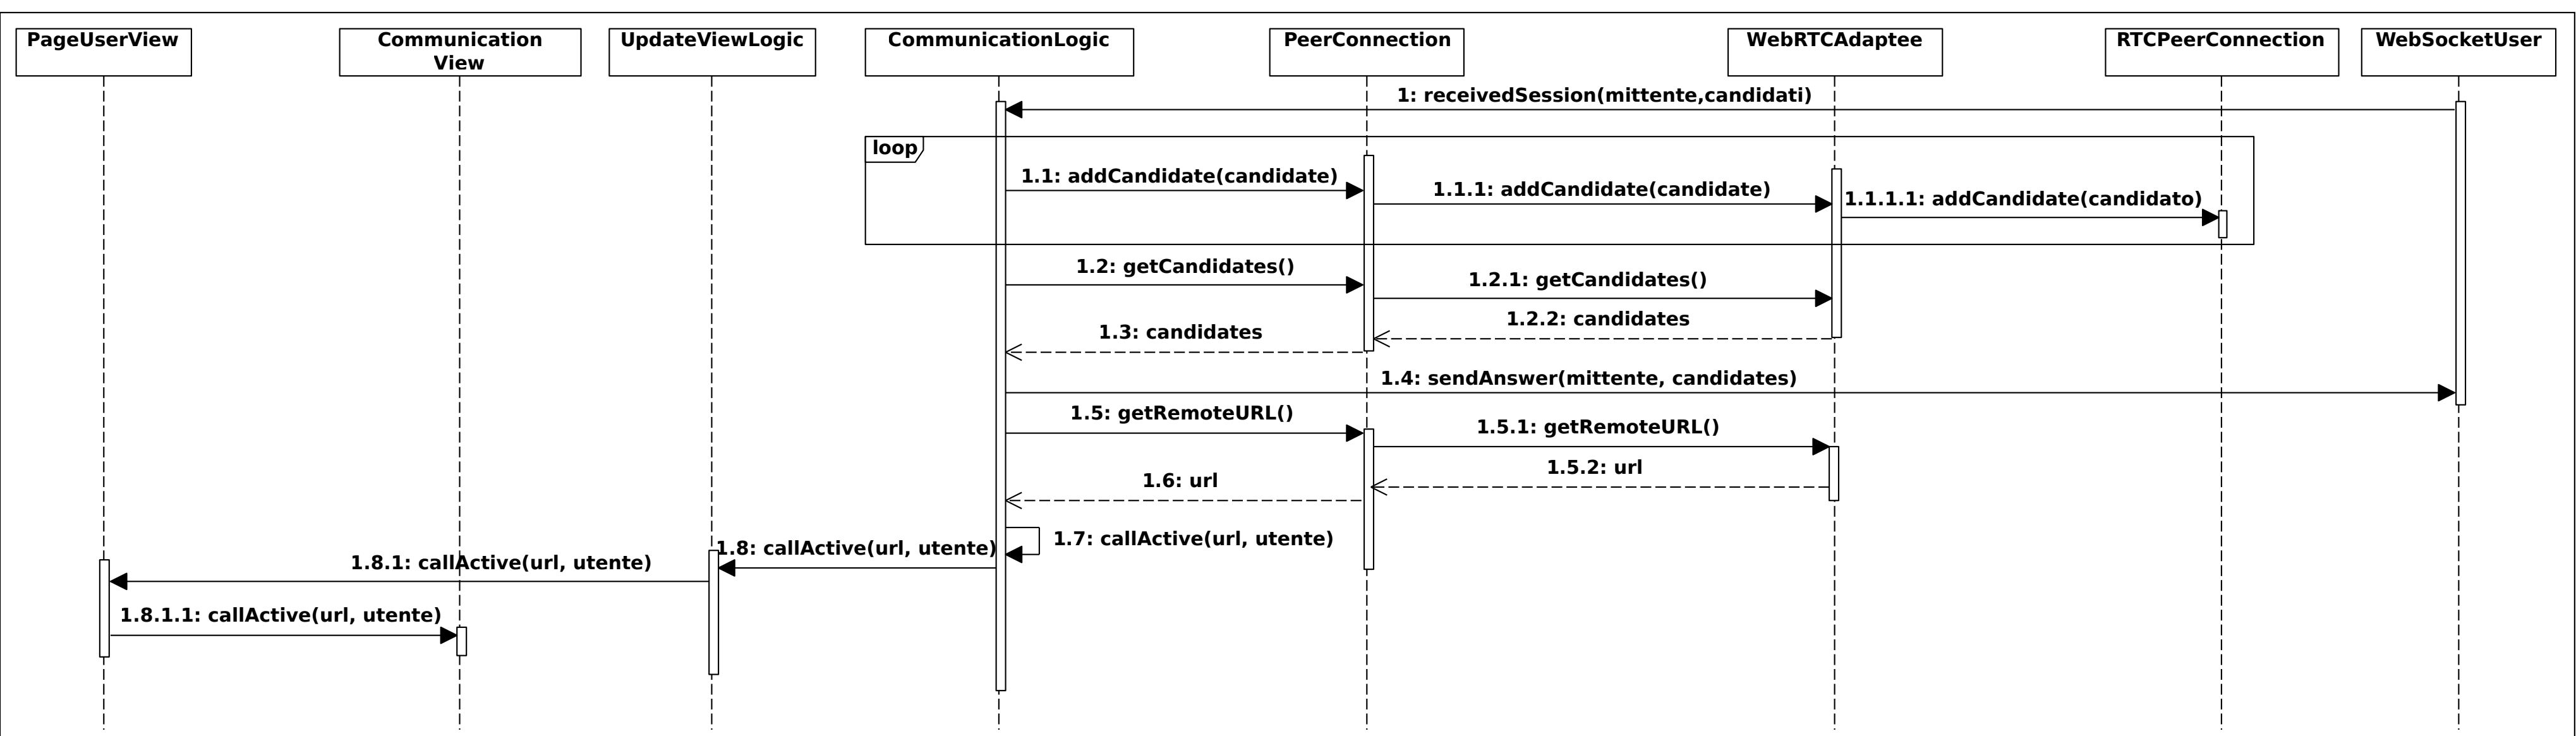 PageUserView
Communication
View
UpdateViewLogic
CommunicationLogic
PeerConnection
WebRTCAdaptee
RTCPeerConnection
WebSocketUser
1: receivedSession(mittente,candidati)
loop
1.1: addCandidate(candidate)
1.1.1: addCandidate(candidate)
1.1.1.1: addCandidate(candidato)
1.2: getCandidates()
1.2.1: getCandidates()
1.2.2: candidates
1.3: candidates
1.4: sendAnswer(mittente, candidates)
1.5: getRemoteURL()
1.5.1: getRemoteURL()
1.5.2: url
1.6: url
1.7: callActive(url, utente)
1.8: callActive(url, utente)
1.8.1: callActive(url, utente)
1.8.1.1: callActive(url, utente)